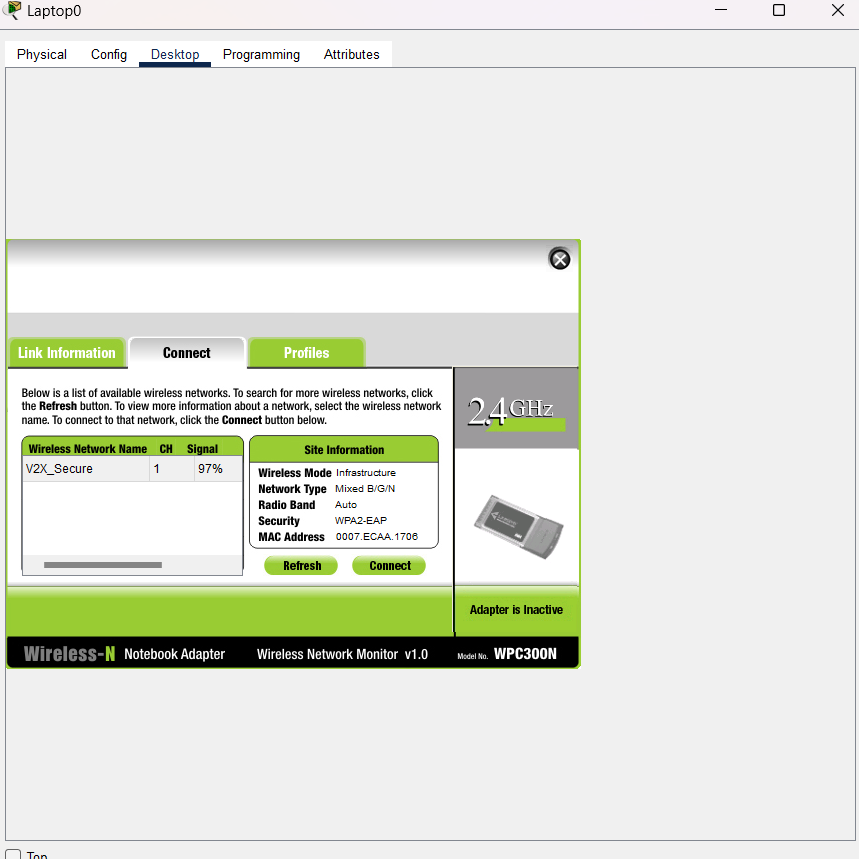 Laptop0
Physical Config Desktop Programming Attributes
Link Information Connect Profiles
Below is a list of available wireless networks. To search for more wireless networks, click
the Refresh button. To view more information about a network, select the wireless network
name. To connect to that network, click the Connect button below.
2.4GHz
Wireless Network Name CH Signal
V2X_Secure 1 97%
Site Information
Wireless Mode Infrastructure
Network Type Mixed B/G/N
Radio Band Auto
Security WPA2-EAP
MAC Address 0007.ECAA.1706
Refresh Connect
Adapter is Inactive
Wireless-N Notebook Adapter Wireless Network Monitor v1.0 Model No. WPC300N
Top